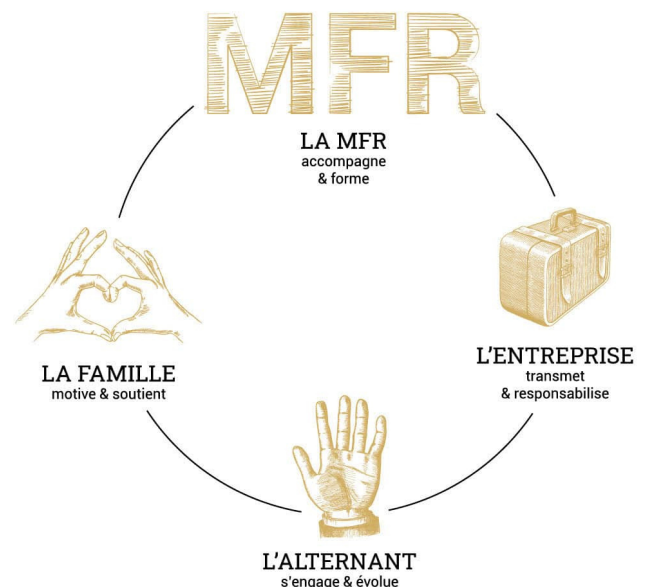 MFR
LA MFR
accompagne
& forme
L'ENTREPRISE
transmet
& responsabilise
LA FAMILLE
motive & soutient
L'ALTERNANT
s'engage & évolue